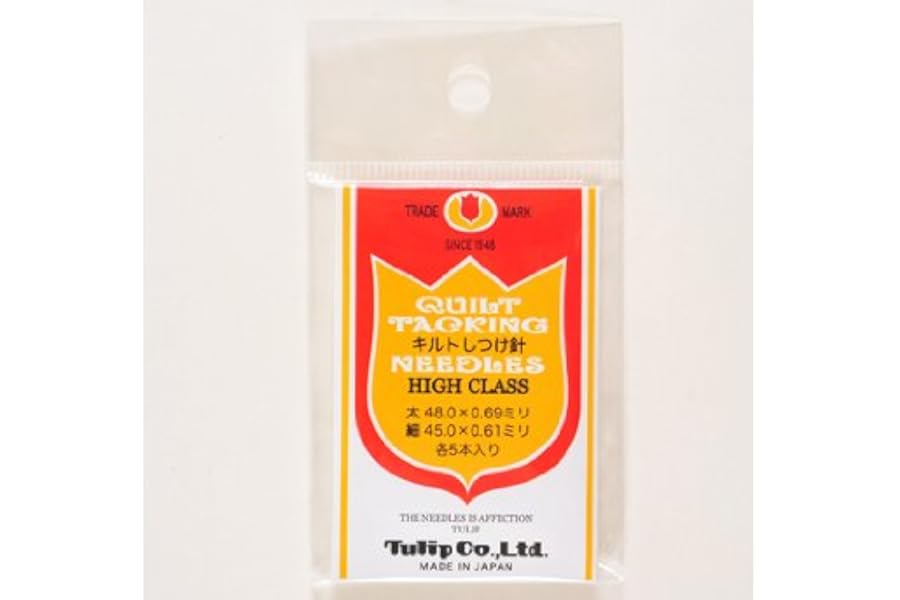 TRADE MARK
SINCE 1948
QUILT
TACKING
キルトしつけ針
NEEDLES
HIGH CLASS
太 48.0×0.69ミリ
細 45.0×0.61ミリ
各5本入り
THE NEEDLES IS AFFECTION
TULIP
Tulip Co.,Ltd.
MADE IN JAPAN